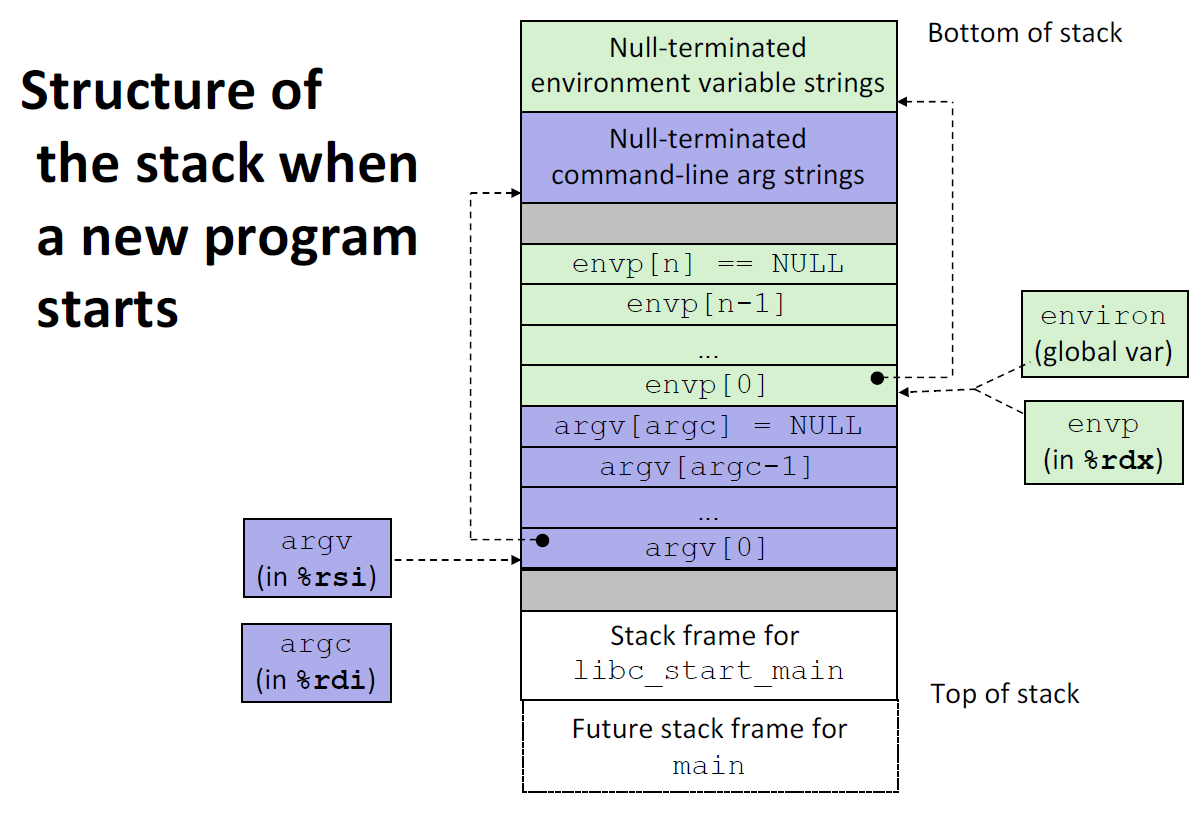 Structure of
the stack when
a new program
starts
Null-terminated
environment variable strings
Null-terminated
command-line arg strings
envp[n] == NULL
envp[n-1]
...
envp[0]
argv[argc] = NULL
argv[argc-1]
...
argv[0]
Stack frame for
libc_start_main
Future stack frame for
main
Bottom of stack
environ
(global var)
envp
(in %rdx)
argv
(in %rsi)
argc
(in %rdi)
Top of stack